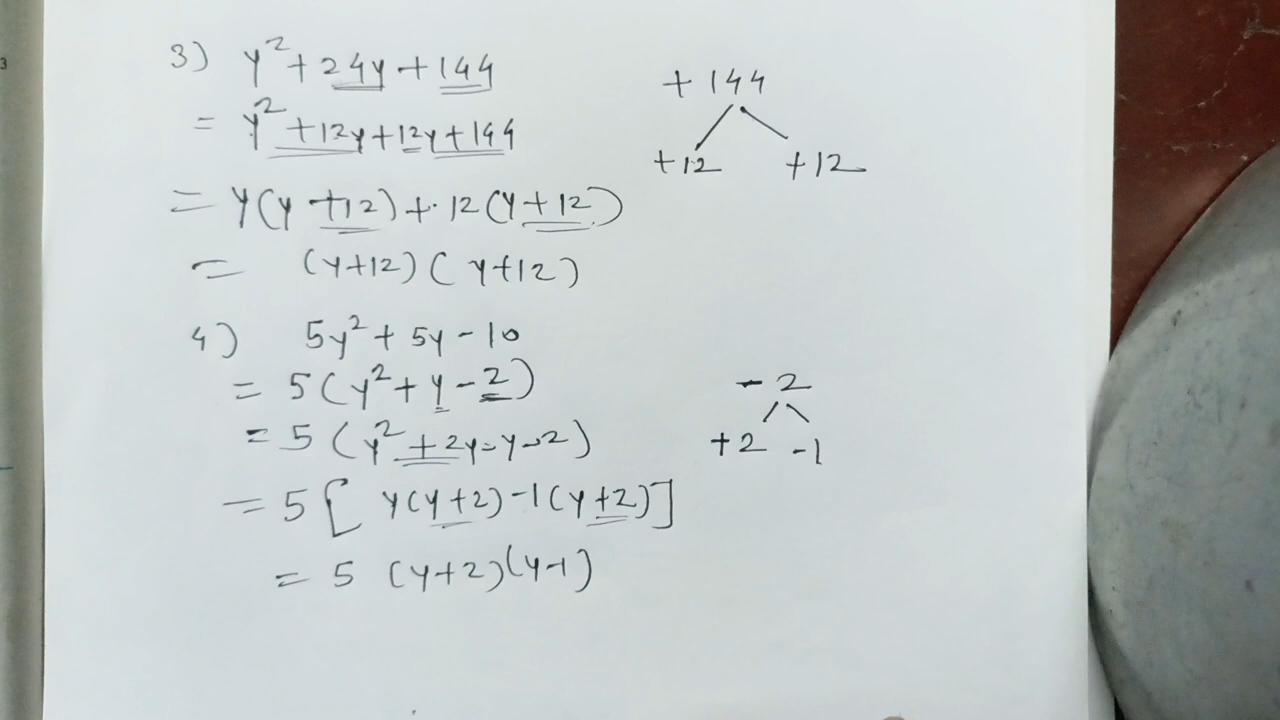 3) y² + 24y + 144
= y² + 12y + 12y + 144
= y(y + 12) + 12(y + 12)
= (y+12)(y+12)
+ 144
+12 +12
4) 5y² + 5y - 10
= 5(y² + y - 2)
= 5(y² + 2y - y - 2)
= 5[y(y+2) - 1(y+2)]
= 5 (y+2)(y-1)
- 2
+2 -1
3